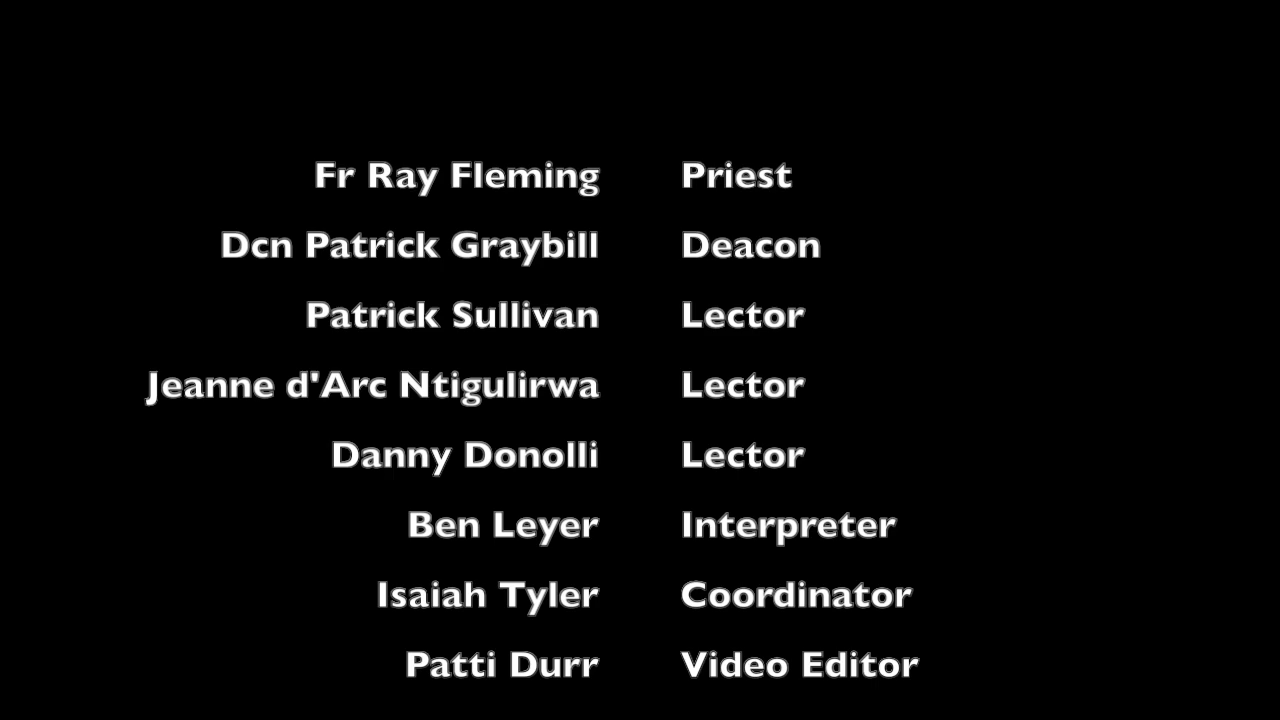 Fr Ray Fleming Priest
Dcn Patrick Graybill Deacon
Patrick Sullivan Lector
Jeanne d'Arc Ntigulirwa Lector
Danny Donolli Lector
Ben Leyer Interpreter
Isaiah Tyler Coordinator
Patti Durr Video Editor